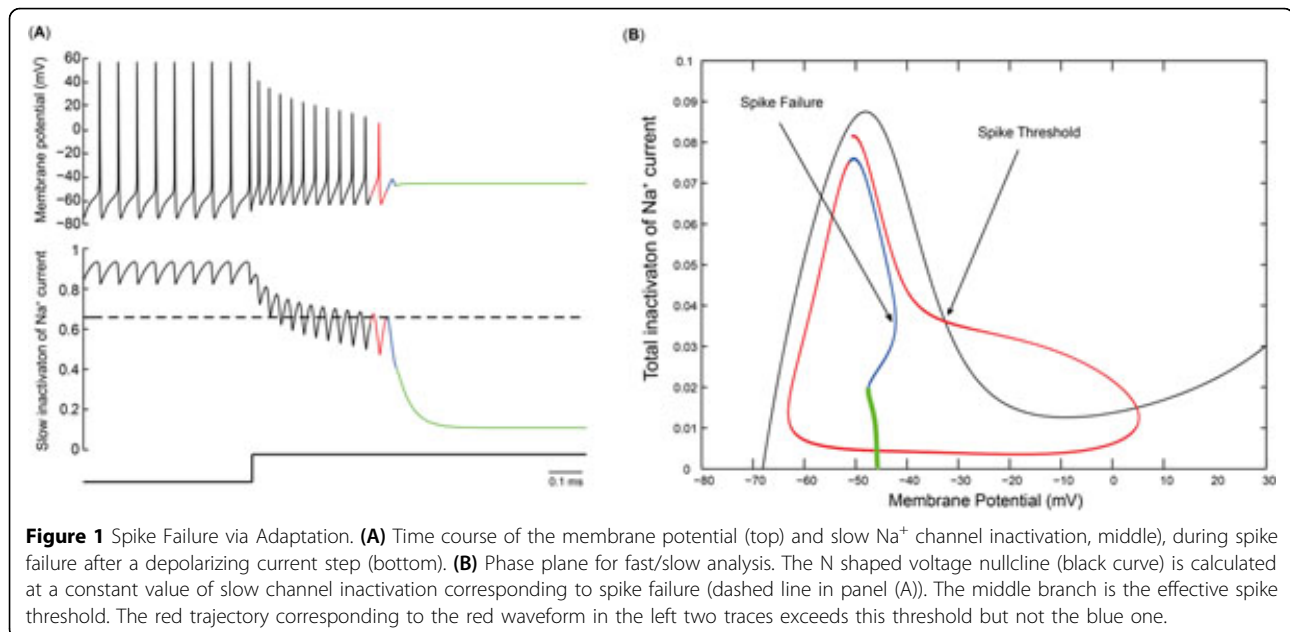 (A)
60
40
20
0
−20
−40
−60
−80
Membrane potential (mV)
1
0.8
0.6
0.4
0.2
0
Slow inactivaton of Na+ current
0.1 ms
(B)
0.1
0.09
0.08
0.07
0.06
0.05
0.04
0.03
0.02
0.01
0
Total inactivaton of Na+ current
Spike Failure
Spike Threshold
−80 −70 −60 −50 −40 −30 −20 −10 0 10 20 30
Membrane Potential (mV)
Figure 1 Spike Failure via Adaptation. (A) Time course of the membrane potential (top) and slow Na+ channel inactivation, middle), during spike
failure after a depolarizing current step (bottom). (B) Phase plane for fast/slow analysis. The N shaped voltage nullcline (black curve) is calculated
at a constant value of slow channel inactivation corresponding to spike failure (dashed line in panel (A)). The middle branch is the effective spike
threshold. The red trajectory corresponding to the red waveform in the left two traces exceeds this threshold but not the blue one.